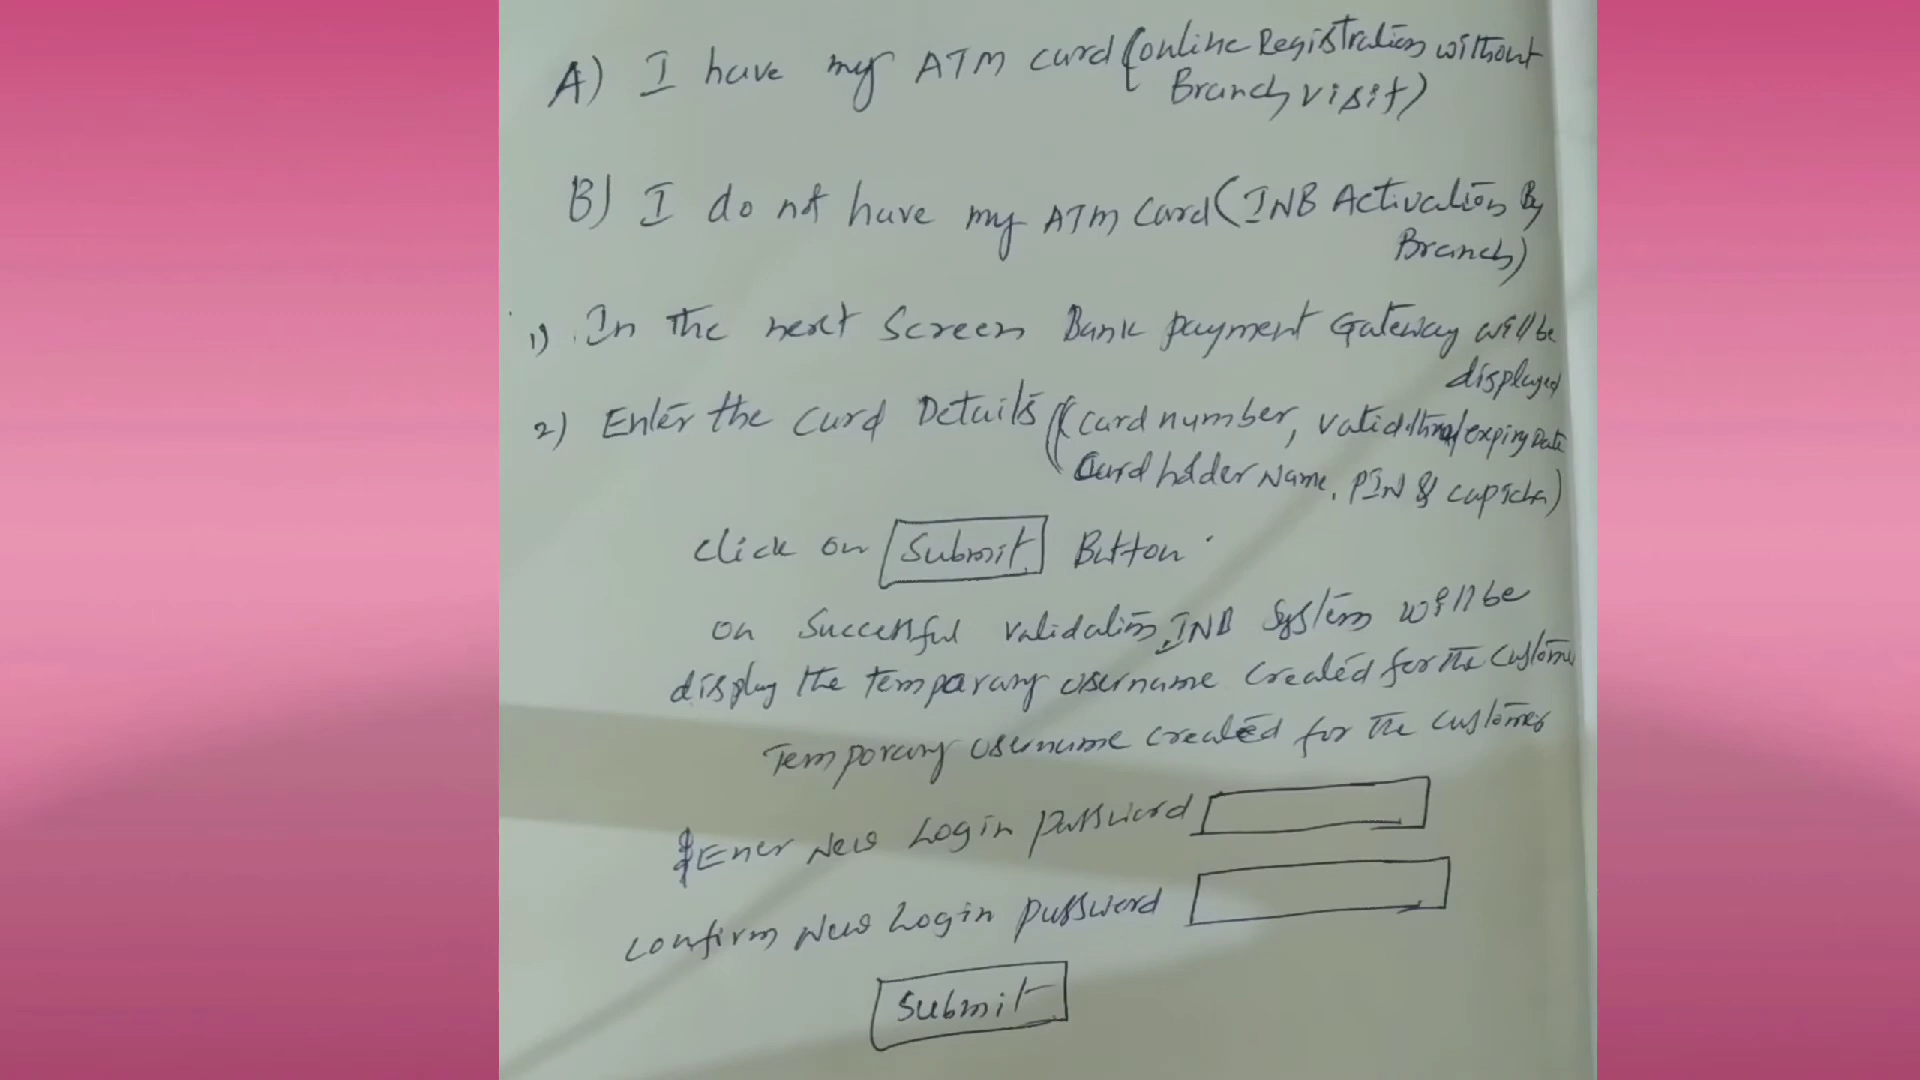 A) I have my ATM card (online Registration without
Branch visit)
B) I do not have my ATM Card (INB Activation By
Branch)
1) In the next Screen Bank payment Gateway will be
displayed
2) Enter the Card Details (card number, valid thru/expiry Date
Card holder Name, PIN & captcha)
click on Submit Button
on Successful validation, INB System will be
display the temporary username created for the customer
Temporary username created for the customer
Ener New Login password
confirm New Login password
Submit